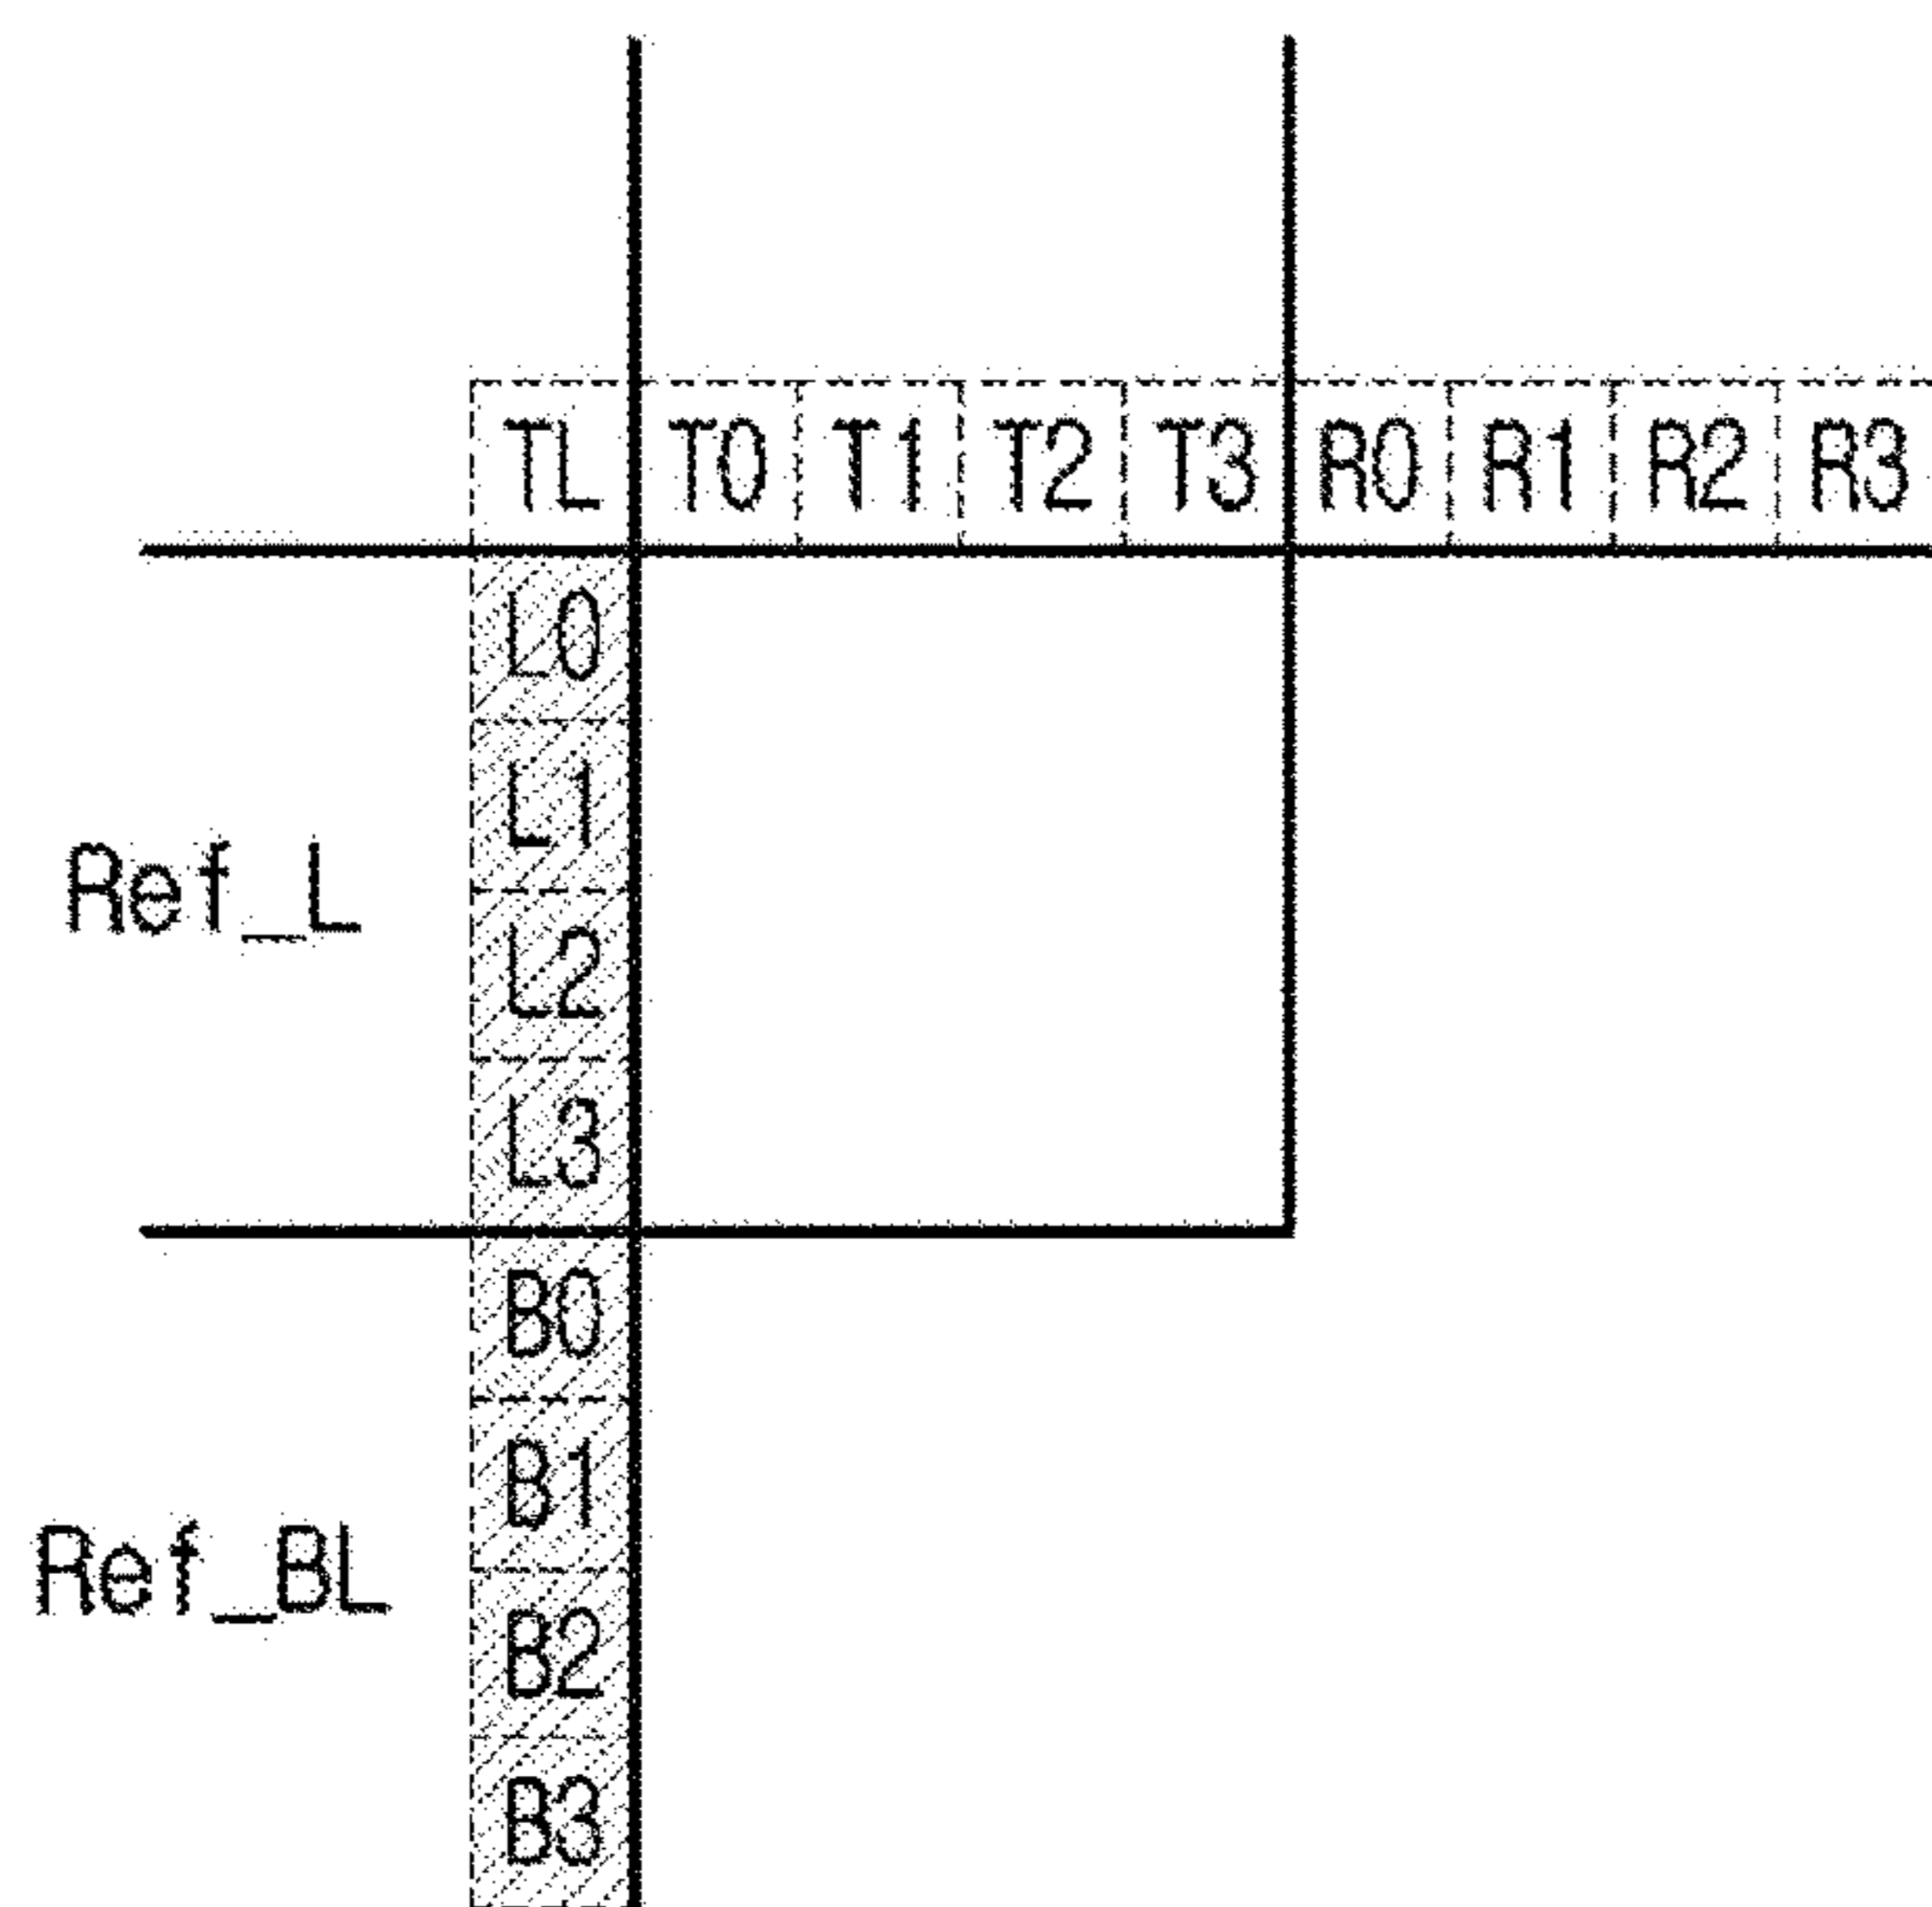 TL T0 T1 T2 T3 R0 R1 R2 R3
L0
L1
Ref_L
L2
L3
B0
B1
Ref_BL
B2
B3